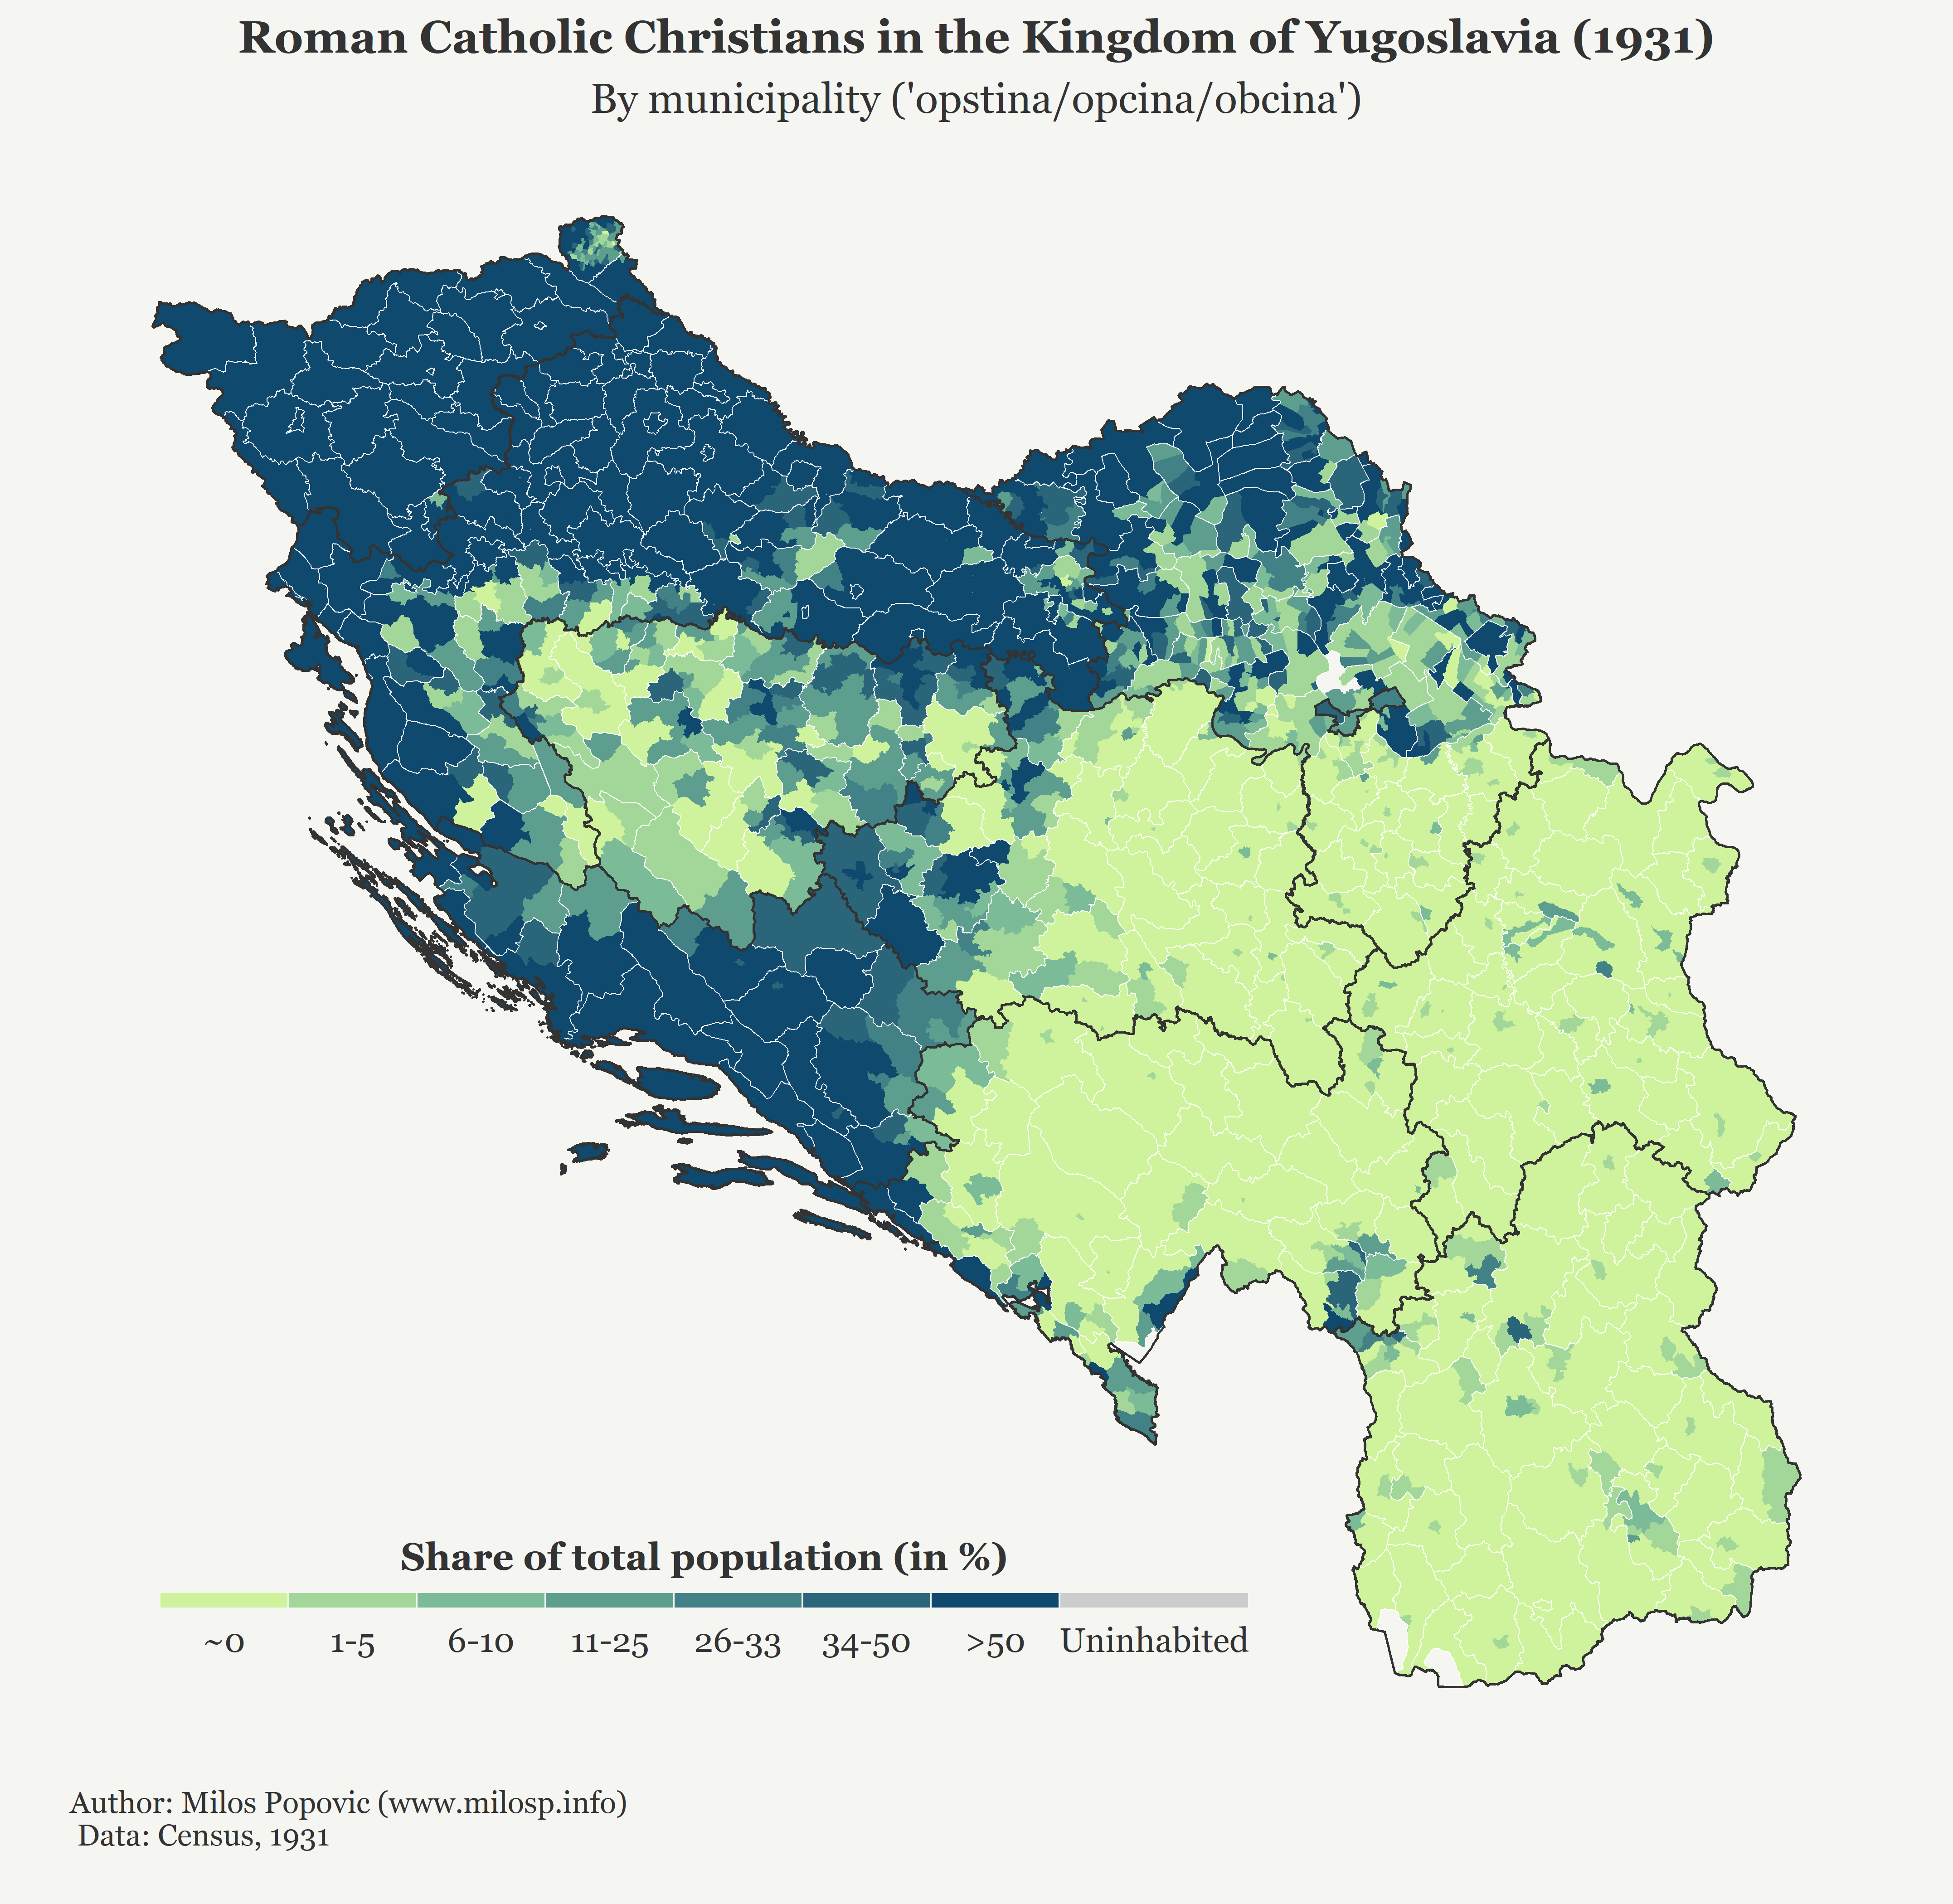 Roman Catholic Christians in the Kingdom of Yugoslavia (1931)
By municipality ('opstina/opcina/obcina')
Share of total population (in %)
~0 1-5 6-10 11-25 26-33 34-50 >50 Uninhabited
Author: Milos Popovic (www.milosp.info)
Data: Census, 1931